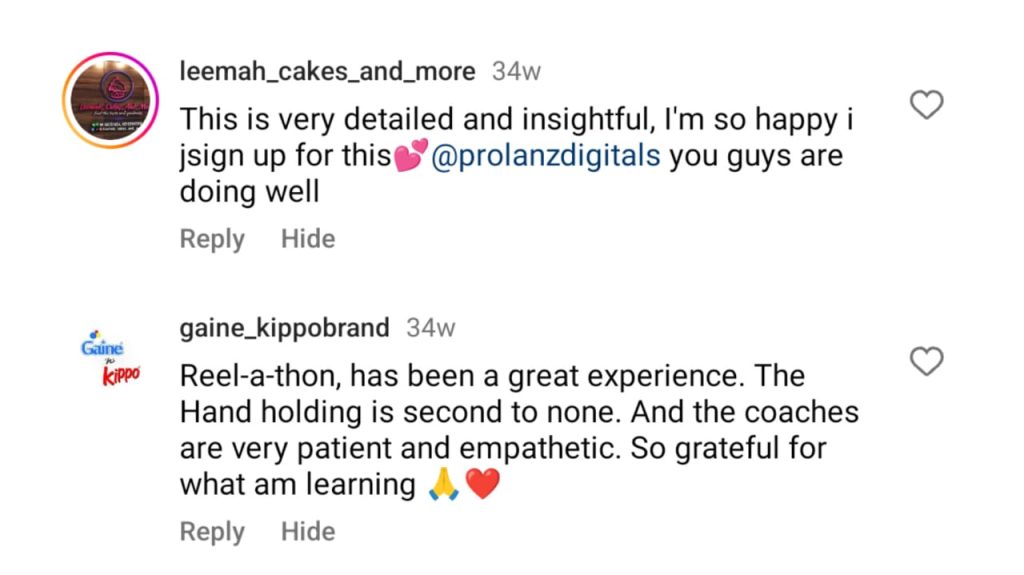 leemah_cakes_and_more 34w
This is very detailed and insightful, I'm so happy i
jsign up for this💕@prolanzdigitals you guys are
doing well
Reply Hide
gaine_kippobrand 34w
Gaine
'n
kippo
Reel-a-thon, has been a great experience. The
Hand holding is second to none. And the coaches
are very patient and empathetic. So grateful for
what am learning 🙏❤️
Reply Hide